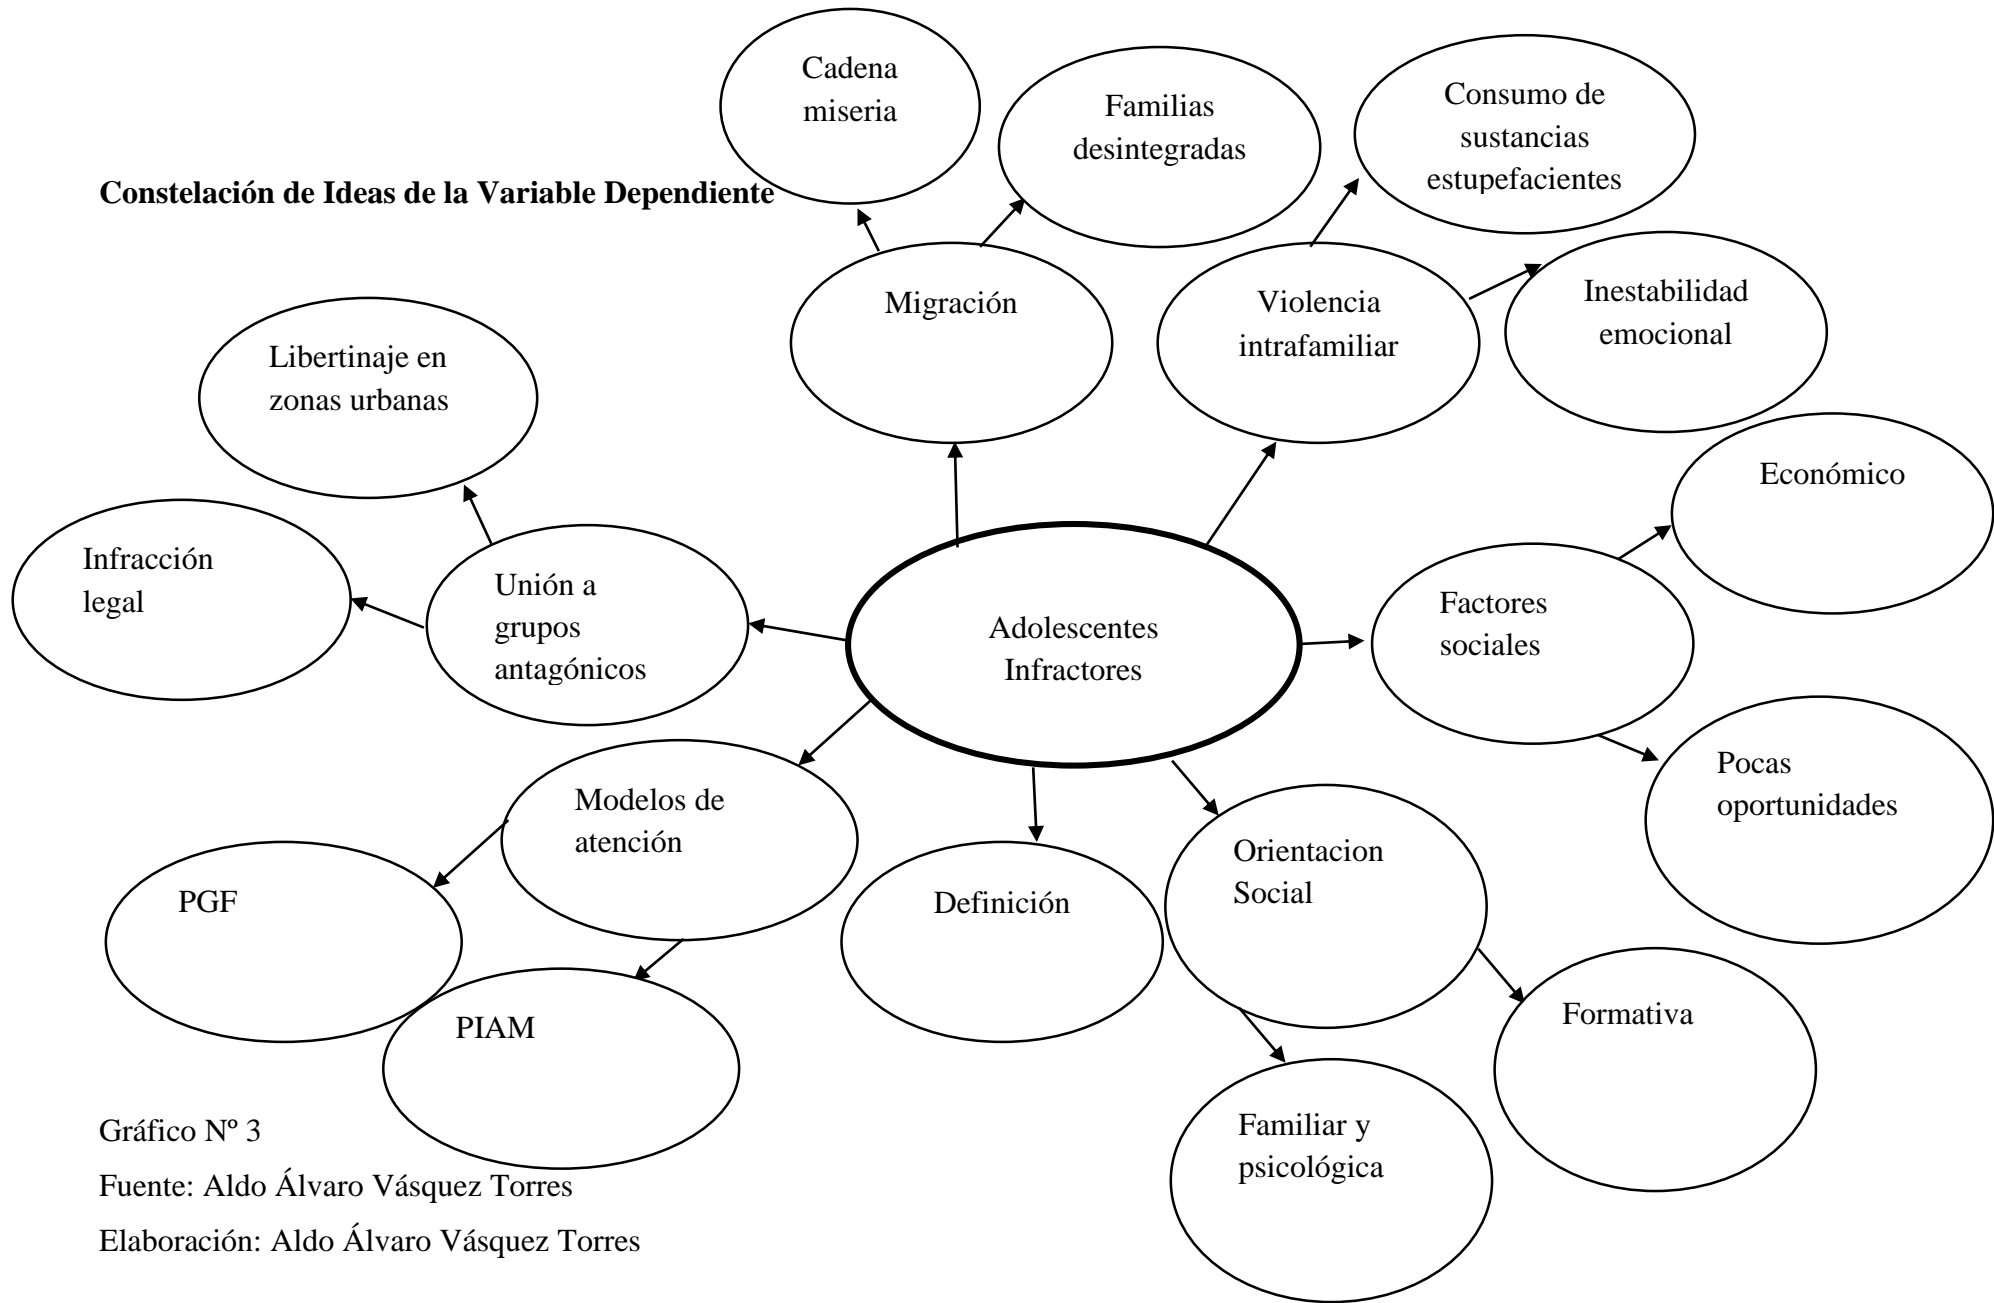 Cadena
miseria
Familias
desintegradas
Consumo de
sustancias
estupefacientes
Constelación de Ideas de la Variable Dependiente
Migración
Violencia
intrafamiliar
Inestabilidad
emocional
Libertinaje en
zonas urbanas
Económico
Infracción
legal
Unión a
grupos
antagónicos
Adolescentes
Infractores
Factores
sociales
Modelos de
atención
Pocas
oportunidades
PGF
Definición
Orientacion
Social
PIAM
Formativa
Familiar y
psicológica
Gráfico Nº 3
Fuente: Aldo Álvaro Vásquez Torres
Elaboración: Aldo Álvaro Vásquez Torres